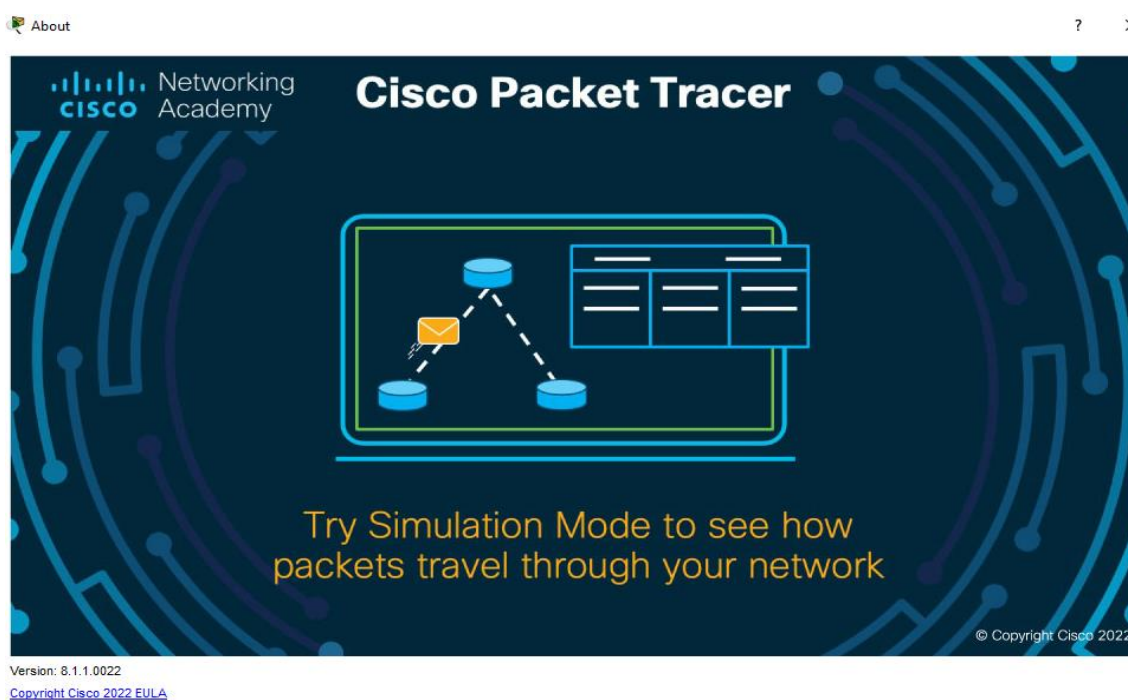 About
?
Networking
Academy
CISCO
Cisco Packet Tracer
Try Simulation Mode to see how
packets travel through your network
© Copyright Cisco 2022
Version: 8.1.1.0022
Copyright Cisco 2022 EULA